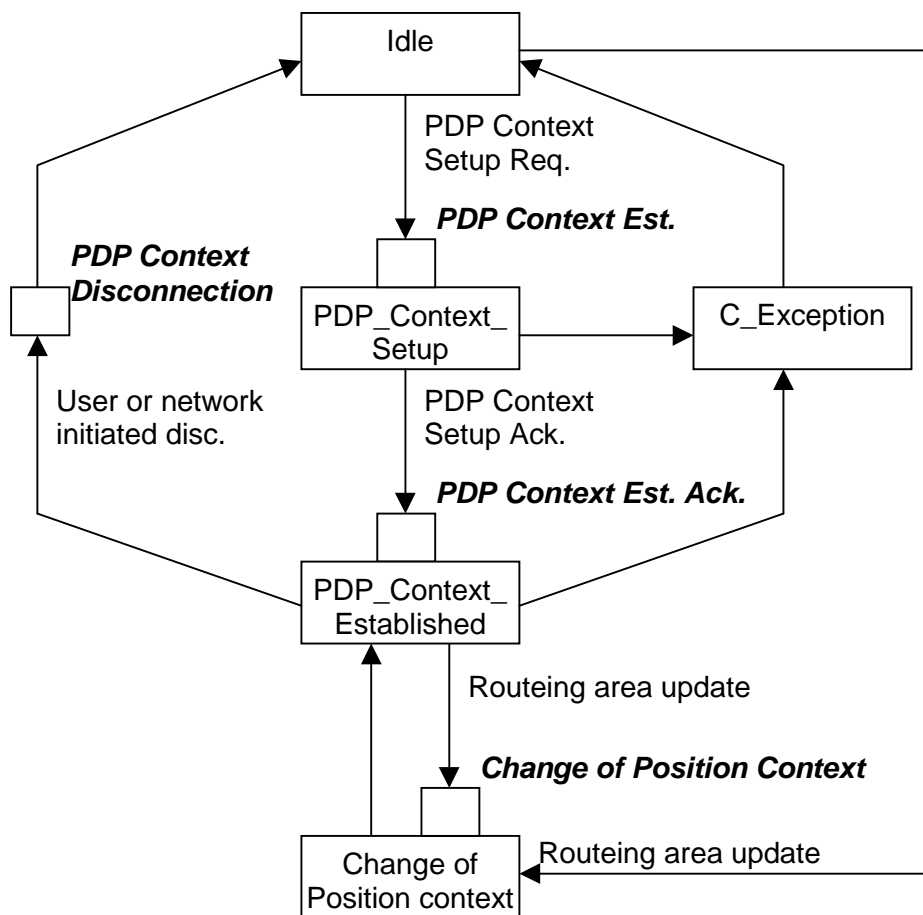 Idle
PDP Context
Setup Req.
PDP Context Est.
PDP Context
Disconnection
PDP_Context_
Setup
C_Exception
User or network
initiated disc.
PDP Context
Setup Ack.
PDP Context Est. Ack.
PDP_Context_
Established
Routeing area update
Change of Position Context
Change of
Position context
Routeing area update